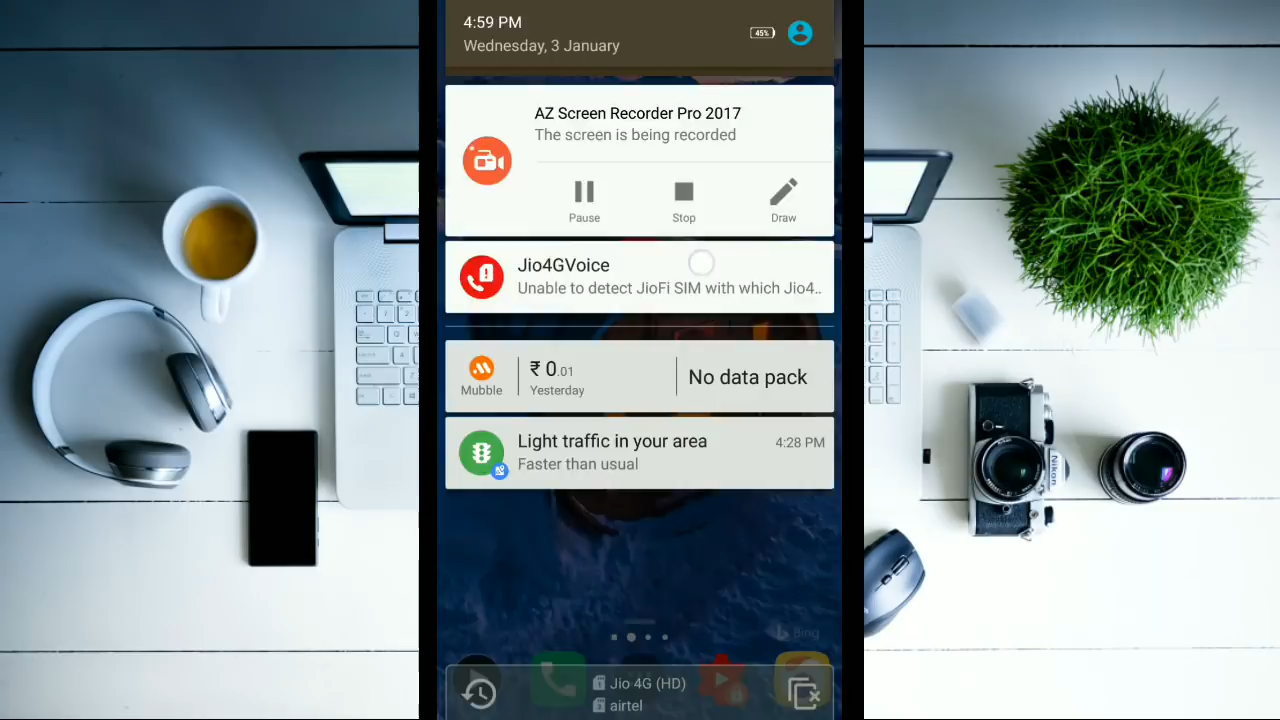 4:59 PM
45%
Wednesday, 3 January
AZ Screen Recorder Pro 2017
The screen is being recorded
Pause
Stop
Draw
Jio4GVoice
Unable to detect JioFi SIM with which Jio4..
Mubble
₹ 0.01
Yesterday
No data pack
Light traffic in your area
4:28 PM
Faster than usual
Bing
Jio 4G (HD)
airtel
Nikon